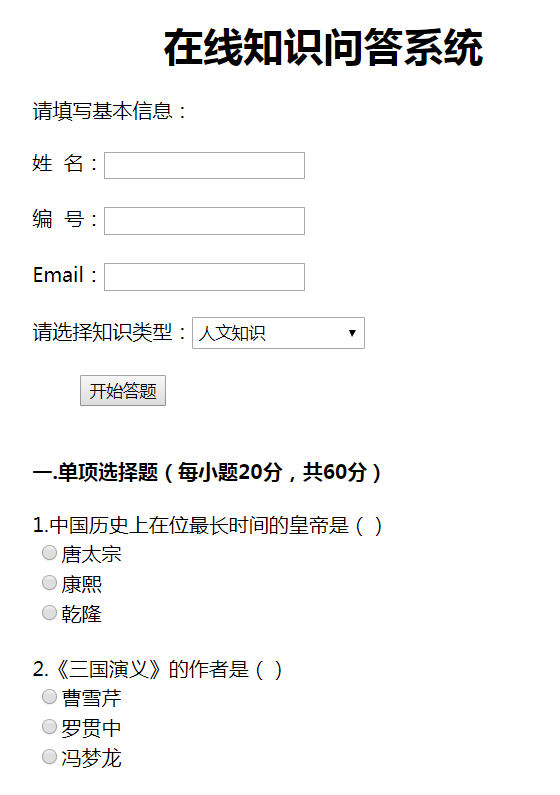 在线知识问答系统
请填写基本信息：
姓 名：
编 号：
Email：
请选择知识类型：人文知识
开始答题
一.单项选择题（每小题20分，共60分）
1.中国历史上在位最长时间的皇帝是（ ）
唐太宗
康熙
乾隆
2.《三国演义》的作者是（ ）
曹雪芹
罗贯中
冯梦龙